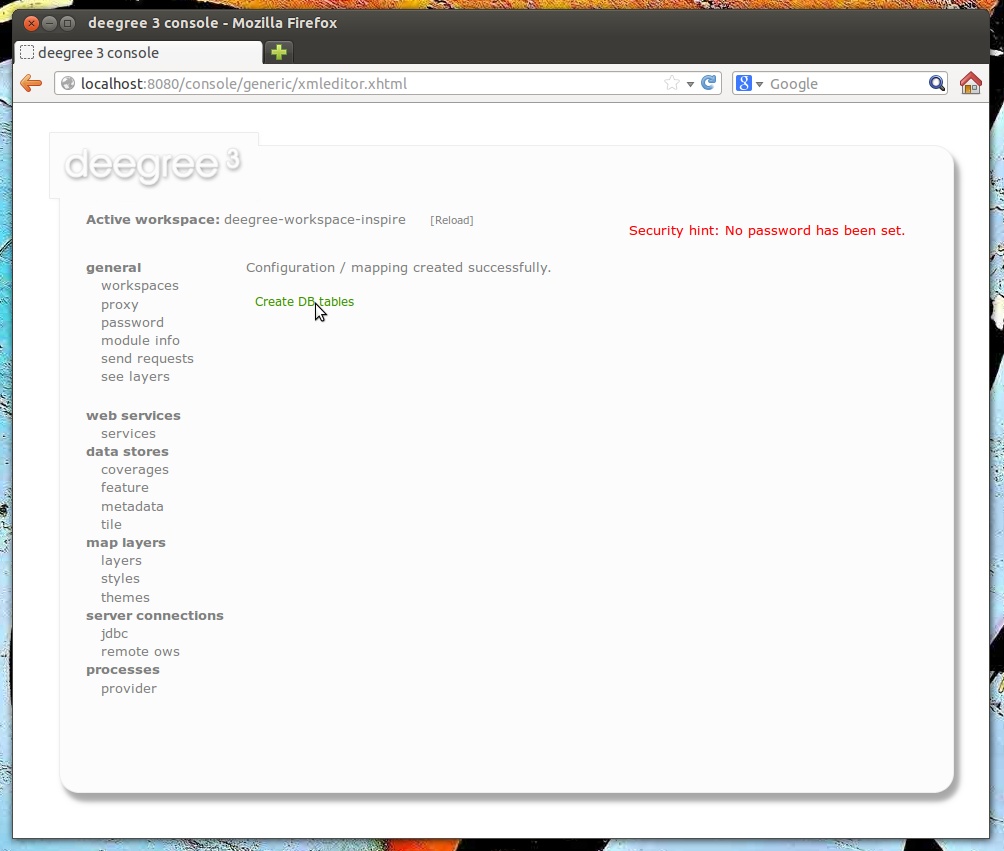 deegree 3 console - Mozilla Firefox
deegree 3 console
localhost:8080/console/generic/xmleditor.xhtml
8 Google
deegree 3
Active workspace: deegree-workspace-inspire [Reload]
Security hint: No password has been set.
general
workspaces
proxy
password
module info
send requests
see layers
web services
services
data stores
coverages
feature
metadata
tile
map layers
layers
styles
themes
server connections
jdbc
remote ows
processes
provider
Configuration / mapping created successfully.
Create DB tables